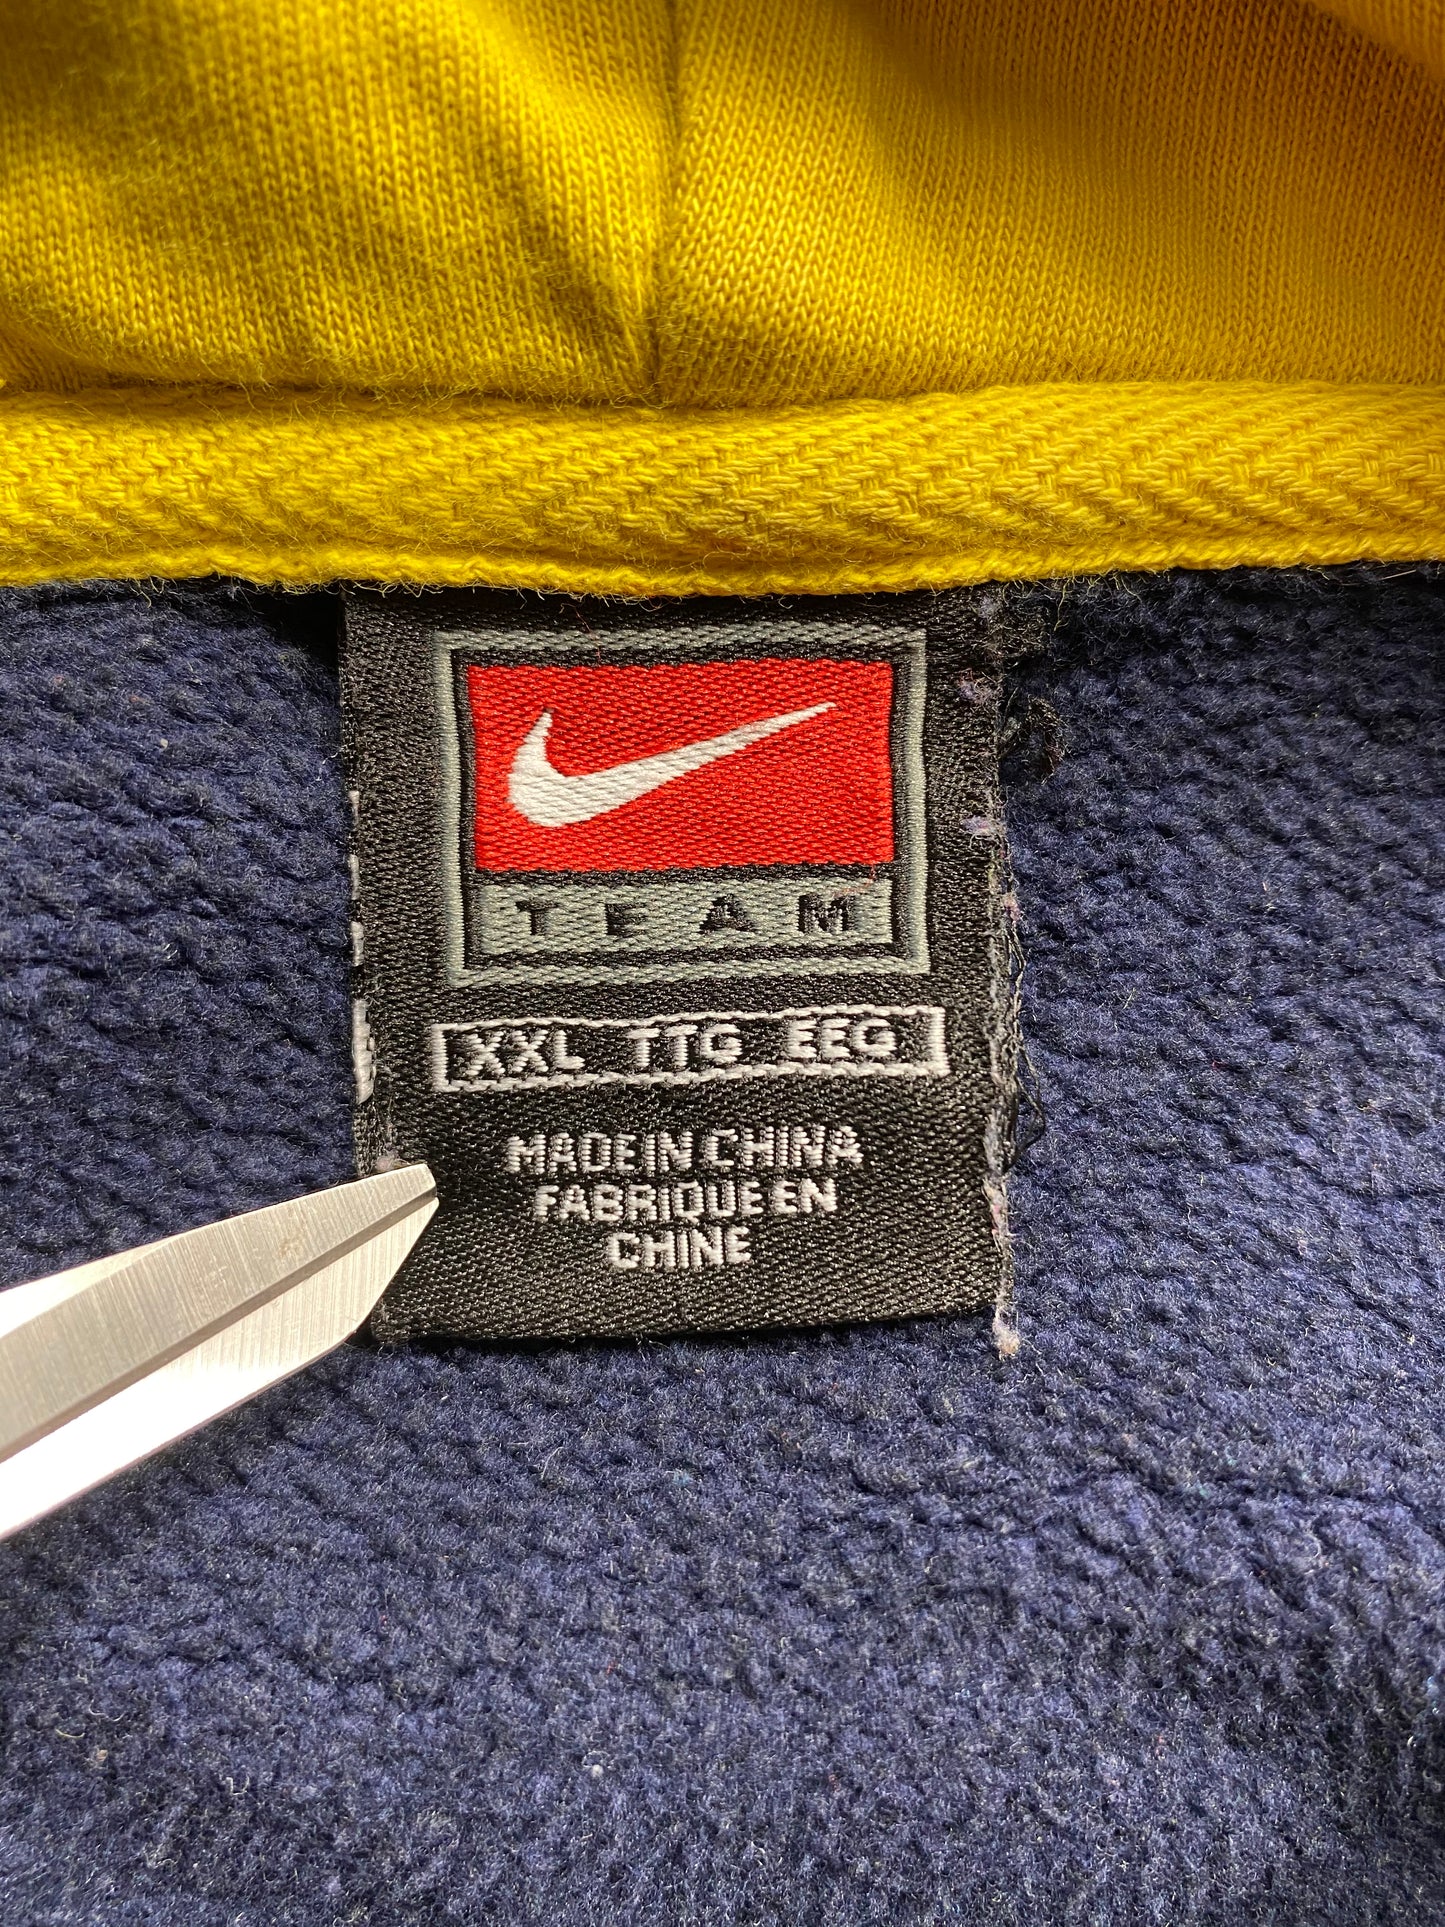 TEAM
XXL TTG EEG
MADE IN CHINA
FABRIQUE EN
CHINE